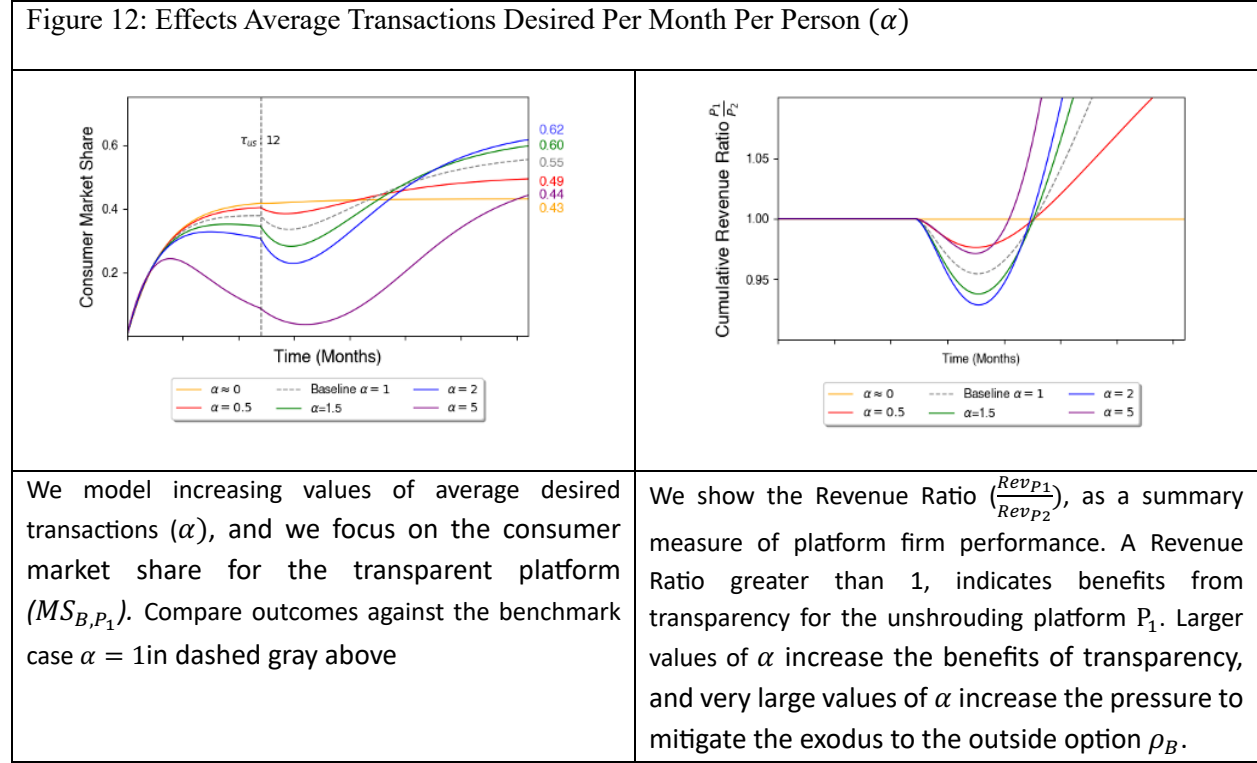 Figure 12: Effects Average Transactions Desired Per Month Per Person (α)
Consumer Market Share
0.6
0.4
0.2
τus : 12
0.62
0.60
0.55
0.49
0.44
0.43
Time (Months)
α ≈ 0 Baseline α = 1 α = 2
α = 0.5 α=1.5 α = 5
Cumulative Revenue Ratio P1/P2
1.05
1.00
0.95
Time (Months)
α ≈ 0 Baseline α = 1 α = 2
α = 0.5 α=1.5 α = 5
We model increasing values of average desired
transactions (α), and we focus on the consumer
market share for the transparent platform
(MSB,P1). Compare outcomes against the benchmark
case α = 1in dashed gray above
We show the Revenue Ratio (RevP1/RevP2), as a summary
measure of platform firm performance. A Revenue
Ratio greater than 1, indicates benefits from
transparency for the unshrouding platform P1. Larger
values of α increase the benefits of transparency,
and very large values of α increase the pressure to
mitigate the exodus to the outside option ρB.